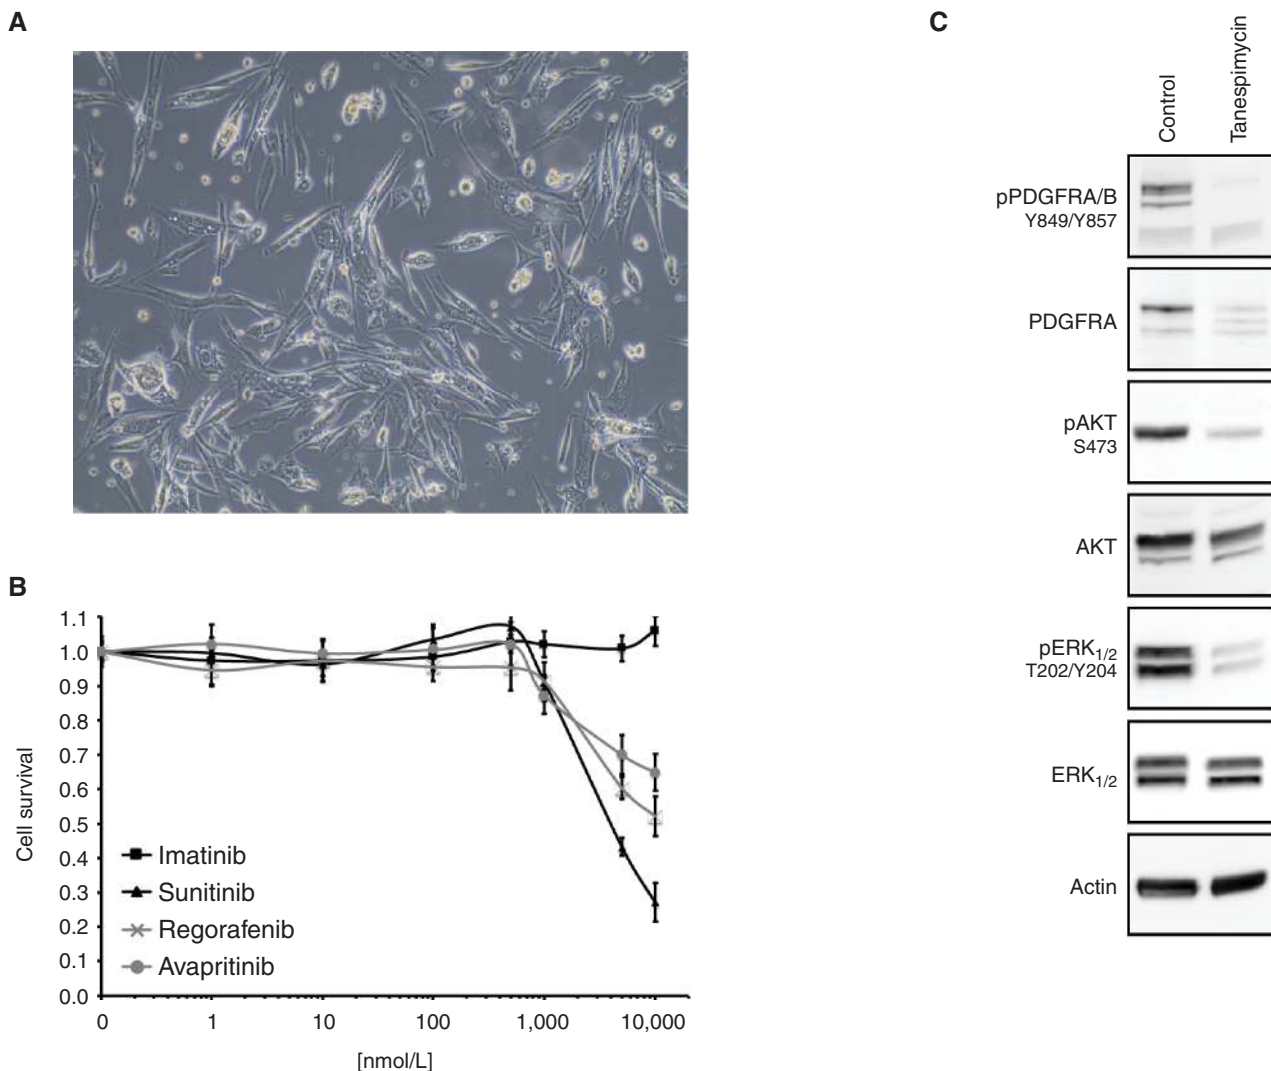 A
B
1.1
1.0
0.9
0.8
0.7
0.6
0.5
0.4
0.3
0.2
0.1
0.0
Cell survival
Imatinib
Sunitinib
Regorafenib
Avapritinib
0 1 10 100 1,000 10,000
[nmol/L]
C
Control
Tanespimycin
pPDGFRA/B
Y849/Y857
PDGFRA
pAKT
S473
AKT
pERK1/2
T202/Y204
ERK1/2
Actin